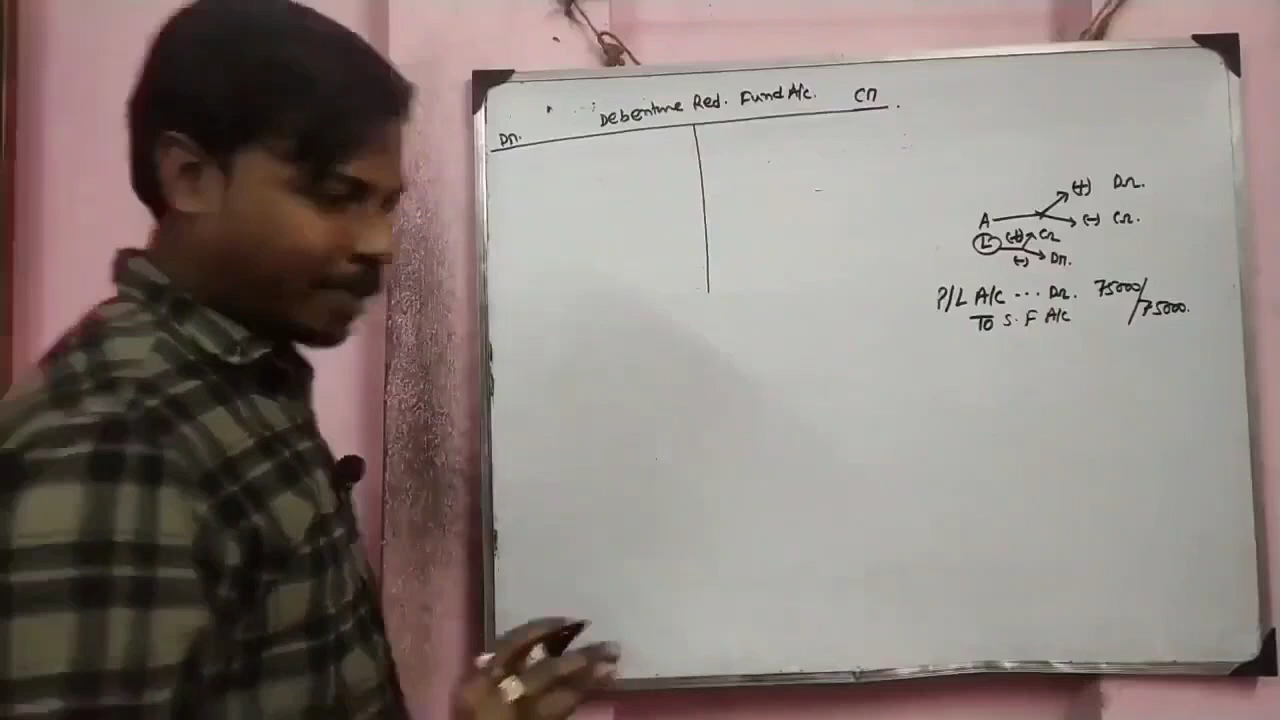 Debenture Red. Fund A/c. Cr.
Dr.
(+) Dr.
A (-) Cr.
L (+) Cr
(-) Dr.
P/L A/c ... Dr. 75000/
To S.F A/c 75000.